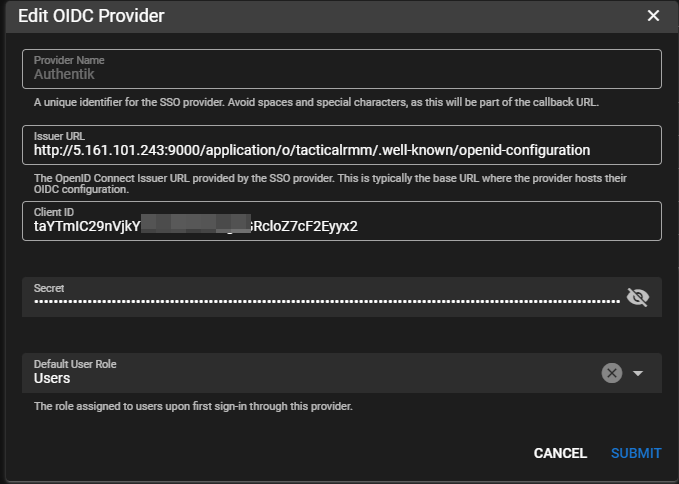 Edit OIDC Provider
Provider Name
Authentik
A unique identifier for the SSO provider. Avoid spaces and special characters, as this will be part of the callback URL.
Issuer URL
http://5.161.101.243:9000/application/o/tacticalrmm/.well-known/openid-configuration
The OpenID Connect Issuer URL provided by the SSO provider. This is typically the base URL where the provider hosts their
OIDC configuration.
Client ID
Secret
Default User Role
Users
The role assigned to users upon first sign-in through this provider.
CANCEL
SUBMIT